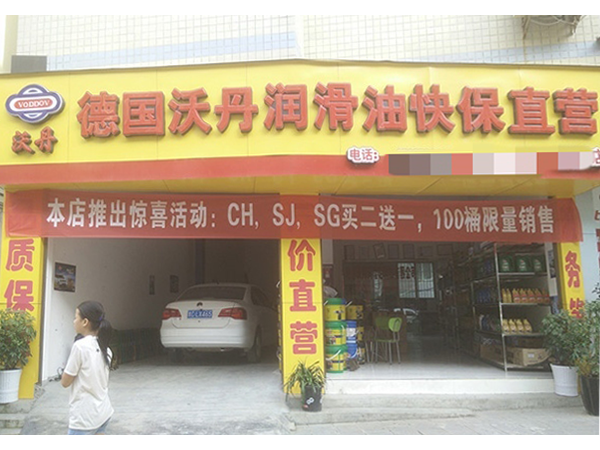 VODDOV
沃丹
德国沃丹润滑油快保直营
电话:
本店推出惊喜活动：CH，SJ，SG买二送一，100桶限量销售
质保
价直营
务